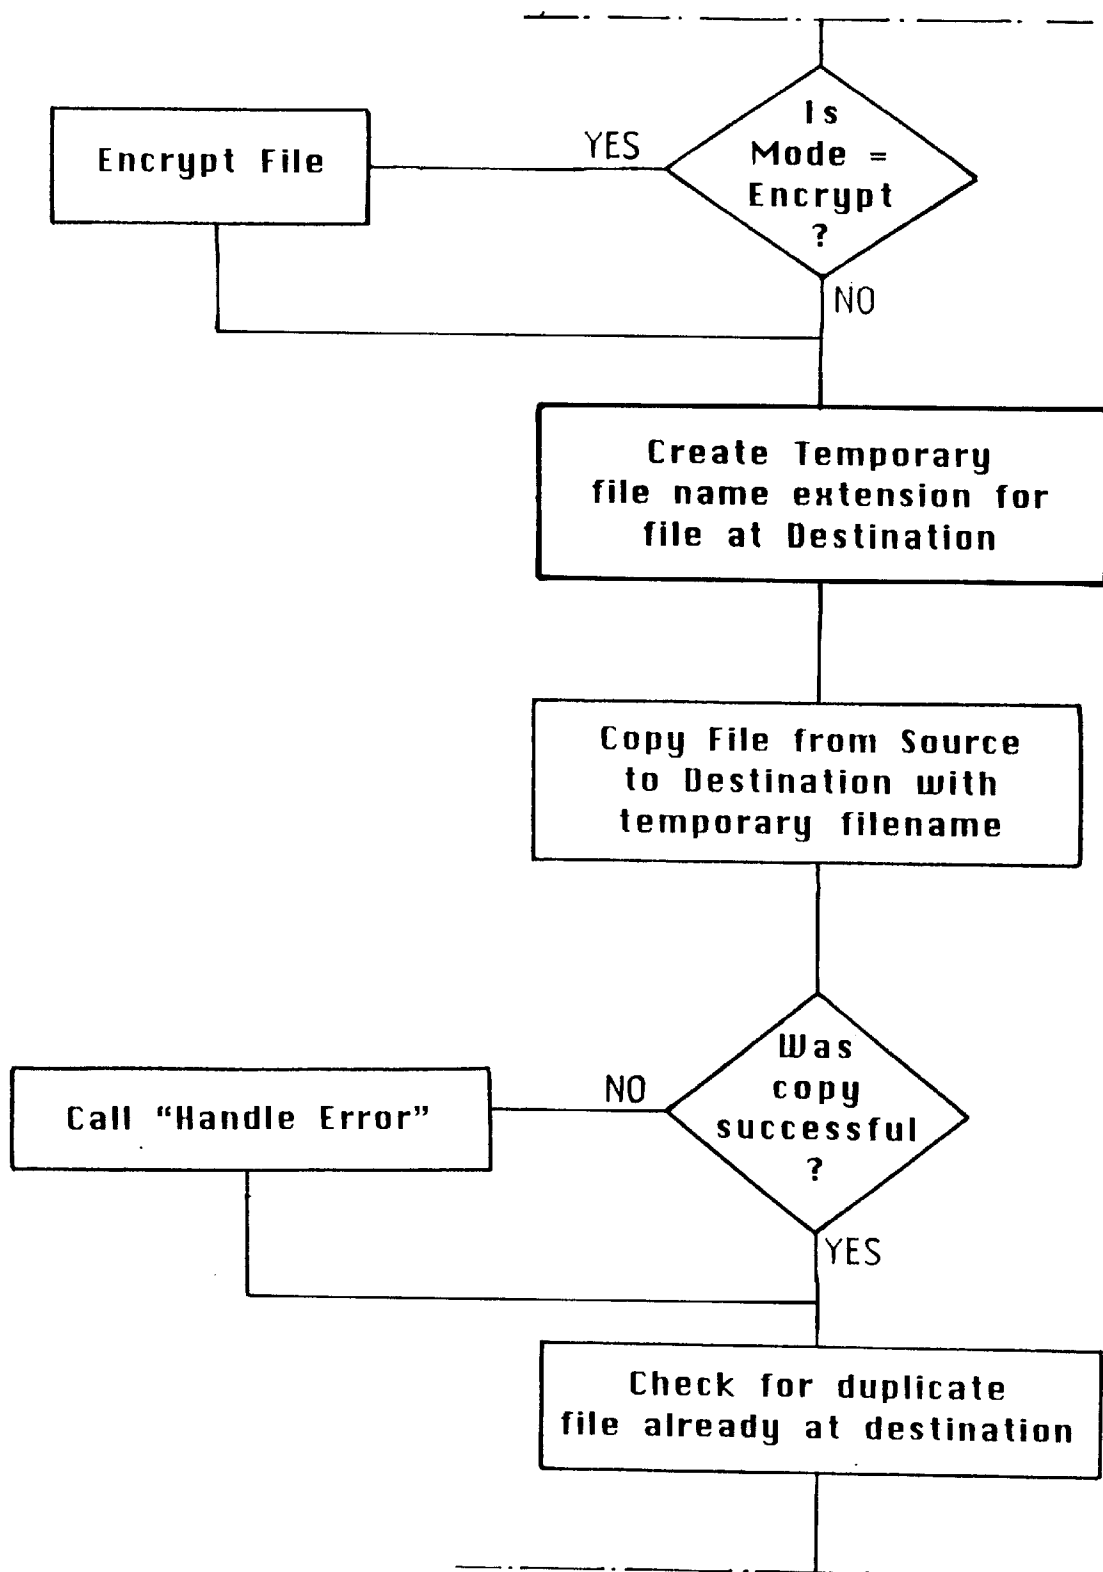 Is
Mode =
Encrypt
?
YES
Encrypt File
NO
Create Temporary
file name extension for
file at Destination
Copy File from Source
to Destination with
temporary filename
Was
copy
successful
?
NO
Call “Handle Error”
YES
Check for duplicate
file already at destination